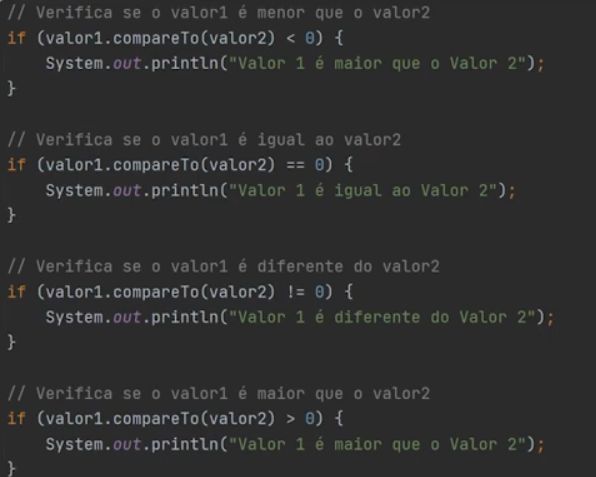 // Verifica se o valor1 é menor que o valor2
if (valor1.compareTo(valor2) < 0) {
    System.out.println("Valor 1 é maior que o Valor 2");
}

// Verifica se o valor1 é igual ao valor2
if (valor1.compareTo(valor2) == 0) {
    System.out.println("Valor 1 é igual ao Valor 2");
}

// Verifica se o valor1 é diferente do valor2
if (valor1.compareTo(valor2) != 0) {
    System.out.println("Valor 1 é diferente do Valor 2");
}

// Verifica se o valor1 é maior que o valor2
if (valor1.compareTo(valor2) > 0) {
    System.out.println("Valor 1 é maior que o Valor 2");
}